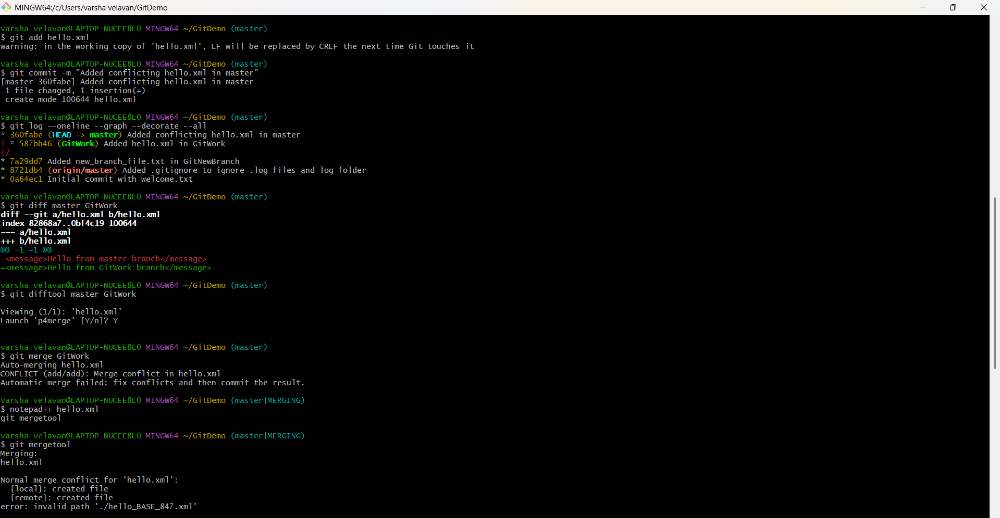 MINGW64:/c/Users/varsha velavan/GitDemo
varsha velavan@LAPTOP-NUCEE8L0 MINGW64 ~/GitDemo (master)
$ git add hello.xml
warning: in the working copy of 'hello.xml', LF will be replaced by CRLF the next time Git touches it
varsha velavan@LAPTOP-NUCEE8L0 MINGW64 ~/GitDemo (master)
$ git commit -m "Added conflicting hello.xml in master"
[master 360fabe] Added conflicting hello.xml in master
 1 file changed, 1 insertion(+)
 create mode 100644 hello.xml
varsha velavan@LAPTOP-NUCEE8L0 MINGW64 ~/GitDemo (master)
$ git log --oneline --graph --decorate --all
* 360fabe (HEAD -> master) Added conflicting hello.xml in master
| * 587bb46 (GitWork) Added hello.xml in GitWork
|/
* 7a29dd7 Added new_branch_file.txt in GitNewBranch
* 8721db4 (origin/master) Added .gitignore to ignore .log files and log folder
* 0a64ec1 Initial commit with welcome.txt
varsha velavan@LAPTOP-NUCEE8L0 MINGW64 ~/GitDemo (master)
$ git diff master GitWork
diff --git a/hello.xml b/hello.xml
index 82868a7..0bf4c19 100644
--- a/hello.xml
+++ b/hello.xml
@@ -1 +1 @@
-<message>Hello from master branch</message>
+<message>Hello from GitWork branch</message>
varsha velavan@LAPTOP-NUCEE8L0 MINGW64 ~/GitDemo (master)
$ git difftool master GitWork
Viewing (1/1): 'hello.xml'
Launch 'p4merge' [Y/n]? Y
varsha velavan@LAPTOP-NUCEE8L0 MINGW64 ~/GitDemo (master)
$ git merge GitWork
Auto-merging hello.xml
CONFLICT (add/add): Merge conflict in hello.xml
Automatic merge failed; fix conflicts and then commit the result.
varsha velavan@LAPTOP-NUCEE8L0 MINGW64 ~/GitDemo (master|MERGING)
$ notepad++ hello.xml
git mergetool
varsha velavan@LAPTOP-NUCEE8L0 MINGW64 ~/GitDemo (master|MERGING)
$ git mergetool
Merging:
hello.xml
Normal merge conflict for 'hello.xml':
  {local}: created file
  {remote}: created file
error: invalid path './hello_BASE_847.xml'